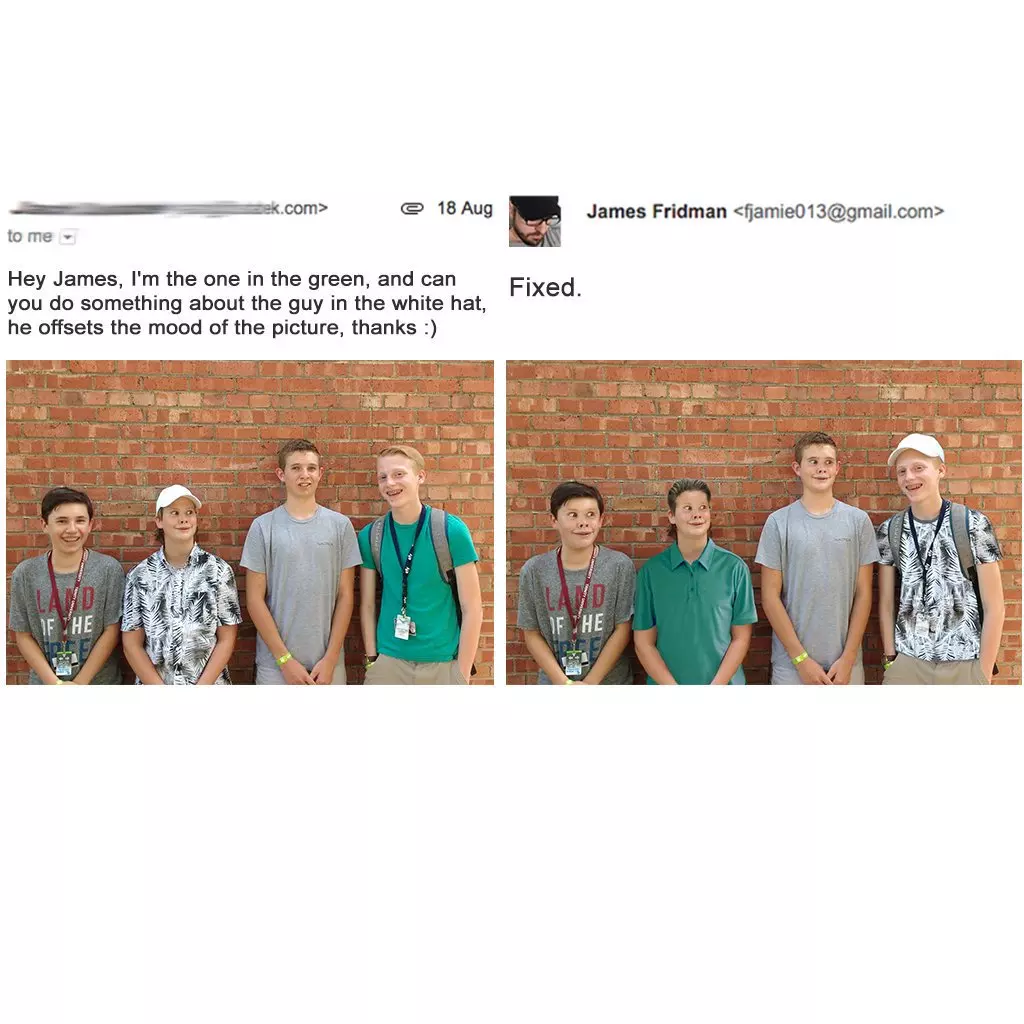 ek.com>
18 Aug
to me
Hey James, I'm the one in the green, and can
you do something about the guy in the white hat,
he offsets the mood of the picture, thanks :)
James Fridman <fjamie013@gmail.com>
Fixed.
LAND
OF THE
LAND
OF THE